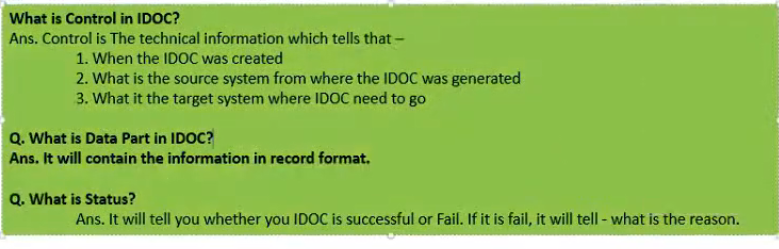 What is Control in IDOC?
Ans. Control is The technical information which tells that –
1. When the IDOC was created
2. What is the source system from where the IDOC was generated
3. What it the target system where IDOC need to go
Q. What is Data Part in IDOC?
Ans. It will contain the information in record format.
Q. What is Status?
Ans. It will tell you whether you IDOC is successful or Fail. If it is fail, it will tell - what is the reason.